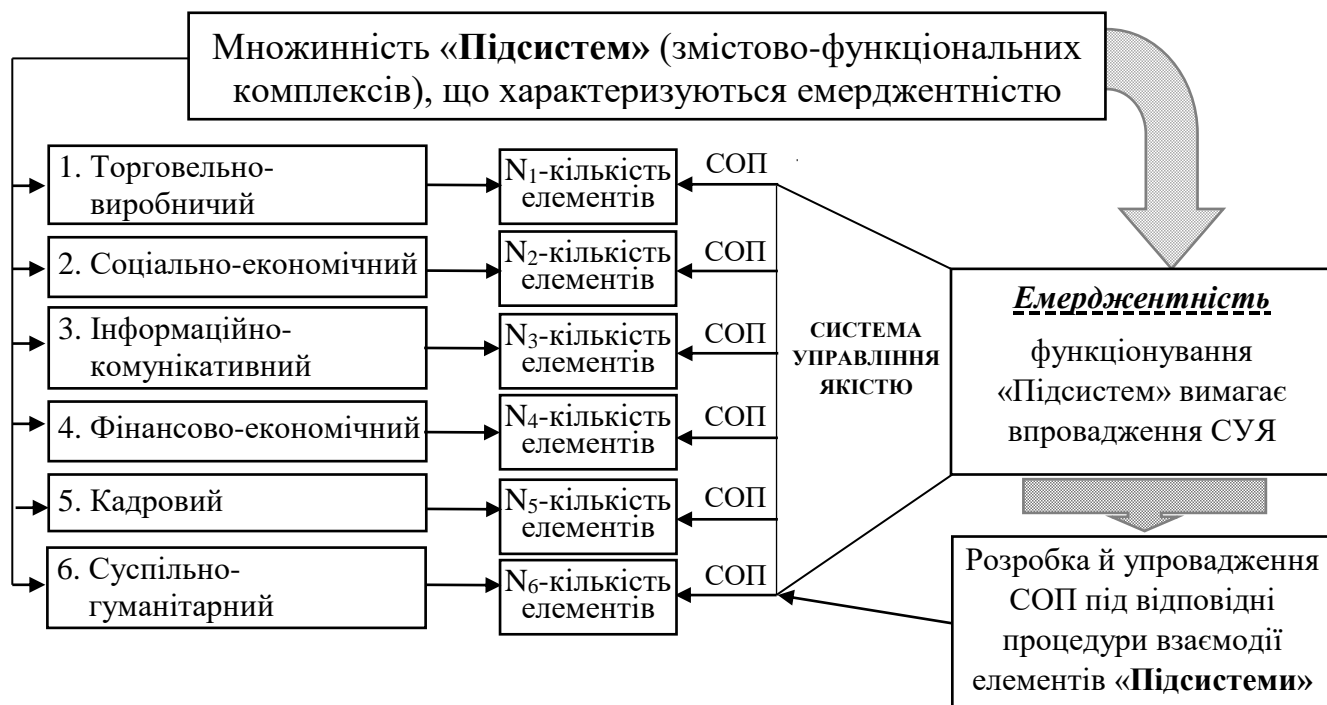 Множинність «Підсистем» (змістово-функціональних
комплексів), що характеризуються емерджентністю
1. Торговельно-
виробничий
N₁-кількість
елементів
СОП
2. Соціально-економічний
N₂-кількість
елементів
СОП
3. Інформаційно-
комунікативний
N₃-кількість
елементів
СОП
4. Фінансово-економічний
N₄-кількість
елементів
СОП
5. Кадровий
N₅-кількість
елементів
СОП
6. Суспільно-
гуманітарний
N₆-кількість
елементів
СОП
СИСТЕМА
УПРАВЛІННЯ
ЯКІСТЮ
Емерджентність
функціонування
«Підсистем» вимагає
впровадження СУЯ
Розробка й упровадження
СОП під відповідні
процедури взаємодії
елементів «Підсистеми»